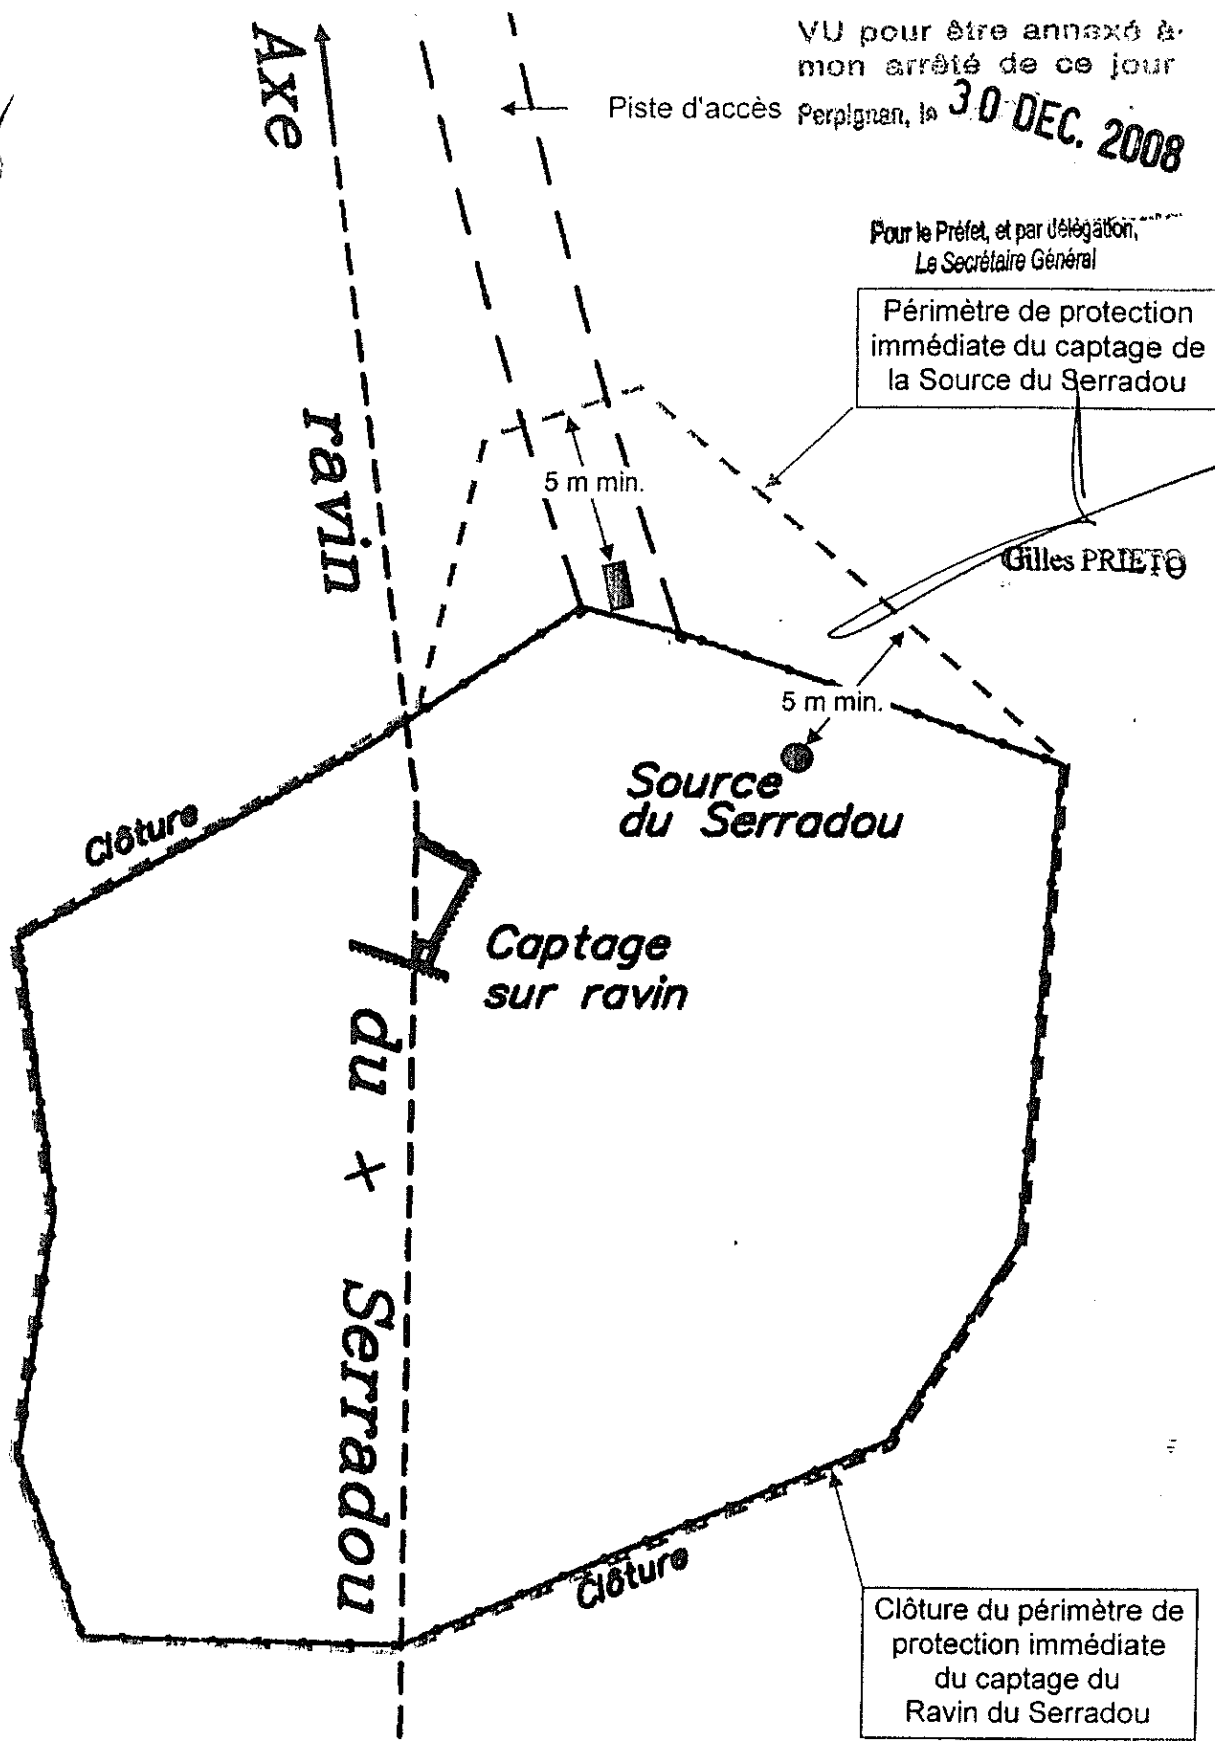 VU pour être annexé à
mon arrêté de ce jour
Perpignan, le 30 DEC. 2008
Piste d'accès
Pour le Préfet, et par délégation,
Le Secrétaire Général
Périmètre de protection
immédiate du captage de
la Source du Serradou
Gilles PRIETO
Axe
ravin
du x Serradou
5 m min.
5 m min.
Source
du Serradou
Clôture
Captage
sur ravin
Clôture
Clôture du périmètre de
protection immédiate
du captage du
Ravin du Serradou